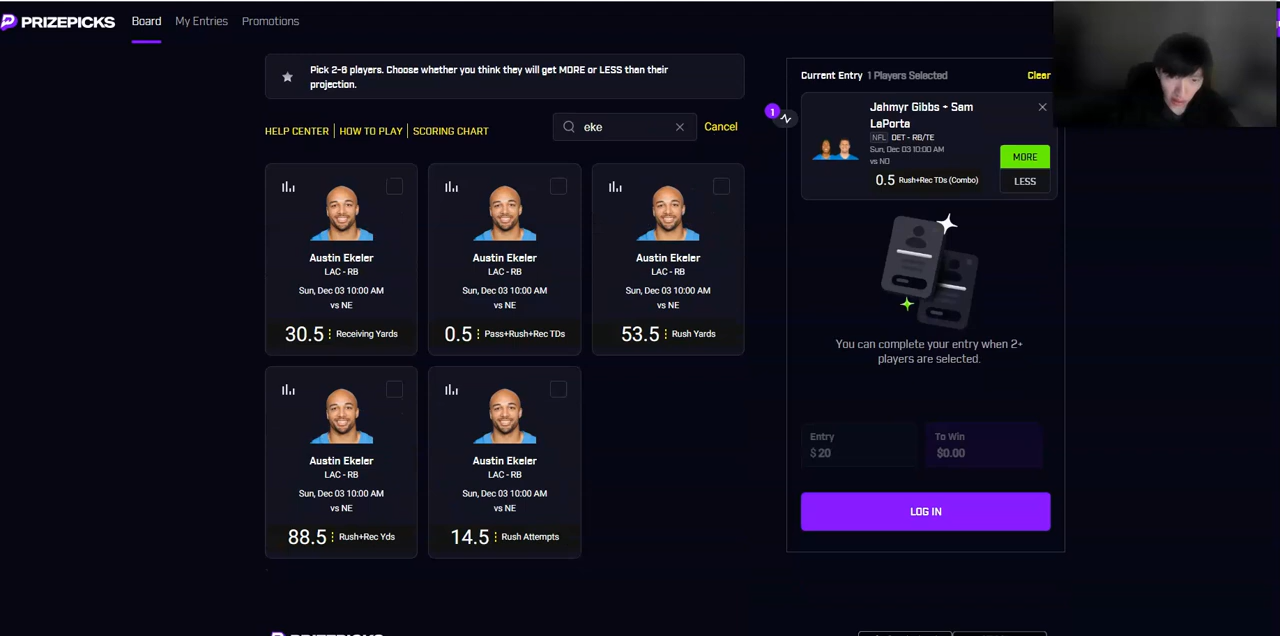 PRIZEPICKS
Board
My Entries
Promotions
Pick 2-6 players. Choose whether you think they will get MORE or LESS than their
projection.
HELP CENTER
HOW TO PLAY
SCORING CHART
eke
Cancel
Austin Ekeler
LAC - RB
Sun, Dec 03 10:00 AM
vs NE
30.5
Receiving Yards
Austin Ekeler
LAC - RB
Sun, Dec 03 10:00 AM
vs NE
0.5
Pass+Rush+Rec TDs
Austin Ekeler
LAC - RB
Sun, Dec 03 10:00 AM
vs NE
53.5
Rush Yards
Austin Ekeler
LAC - RB
Sun, Dec 03 10:00 AM
vs NE
88.5
Rush+Rec Yds
Austin Ekeler
LAC - RB
Sun, Dec 03 10:00 AM
vs NE
14.5
Rush Attempts
1
Current Entry
1 Players Selected
Clear
Jahmyr Gibbs + Sam
LaPorta
NFL DET - RB/TE
Sun, Dec 03 10:00 AM
vs NO
0.5 Rush+Rec TDs (Combo)
MORE
LESS
You can complete your entry when 2+
players are selected.
Entry
$ 20
To Win
$0.00
LOG IN
PRIZEPICKS